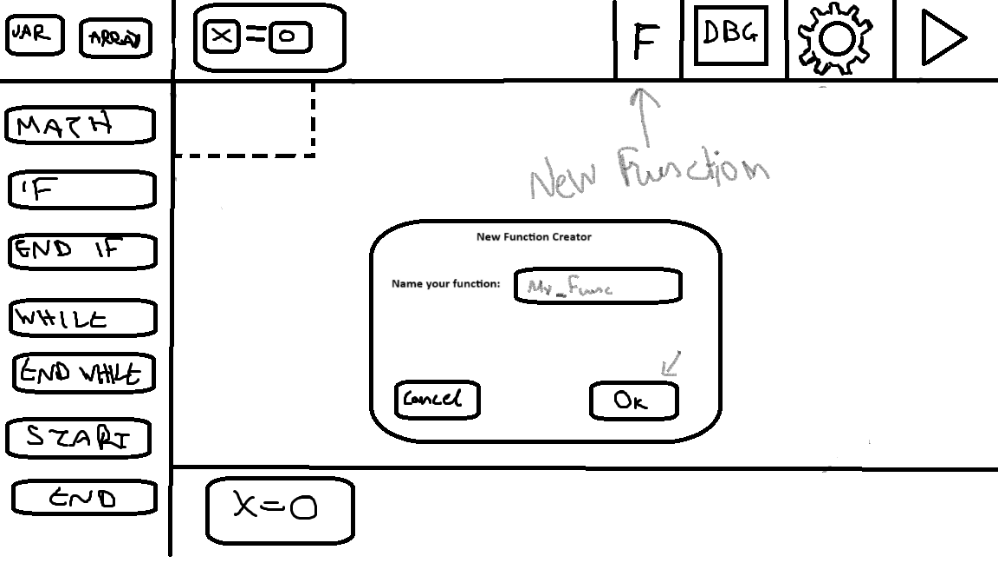 VAR
ARRAY
X = 0
F
DBG
New Function
MATH
IF
END IF
WHILE
END WHILE
START
END
New Function Creator
Name your function:
My_Func
Cancel
Ok
X=0